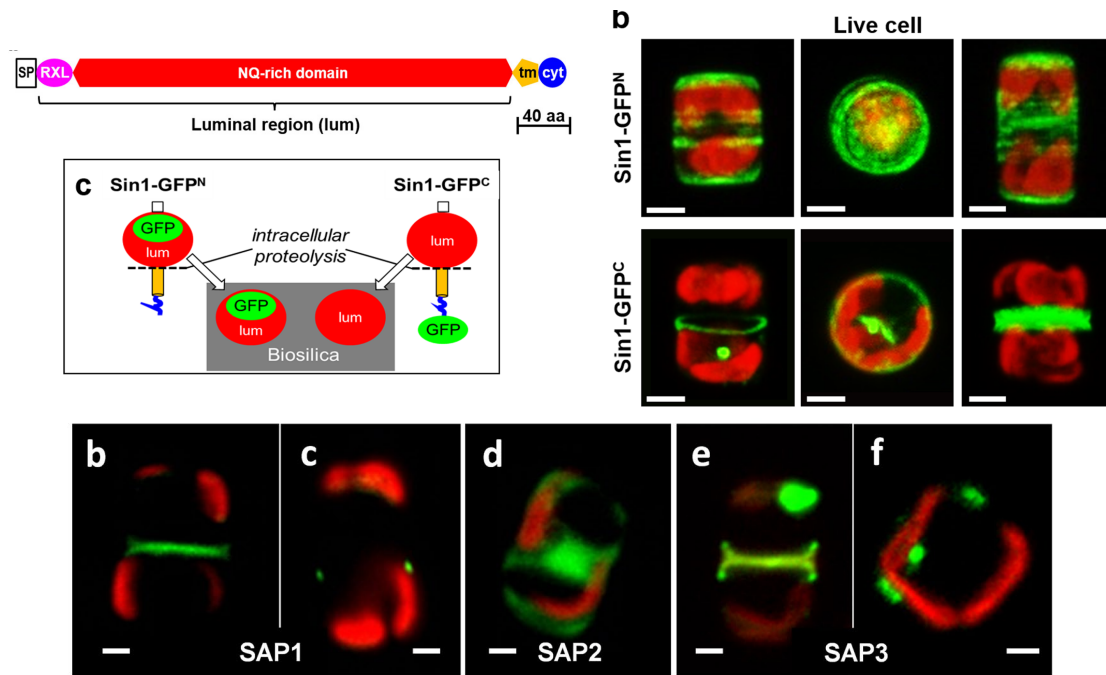 SP RXL NQ-rich domain tm cyt
Luminal region (lum)
40 aa
c
Sin1-GFPᴺ
Sin1-GFPᶜ
GFP
lum
lum
intracellular
proteolysis
GFP
lum
lum
GFP
Biosilica
b
Live cell
Sin1-GFPᴺ
Sin1-GFPᶜ
b
c
SAP1
d
SAP2
e
f
SAP3